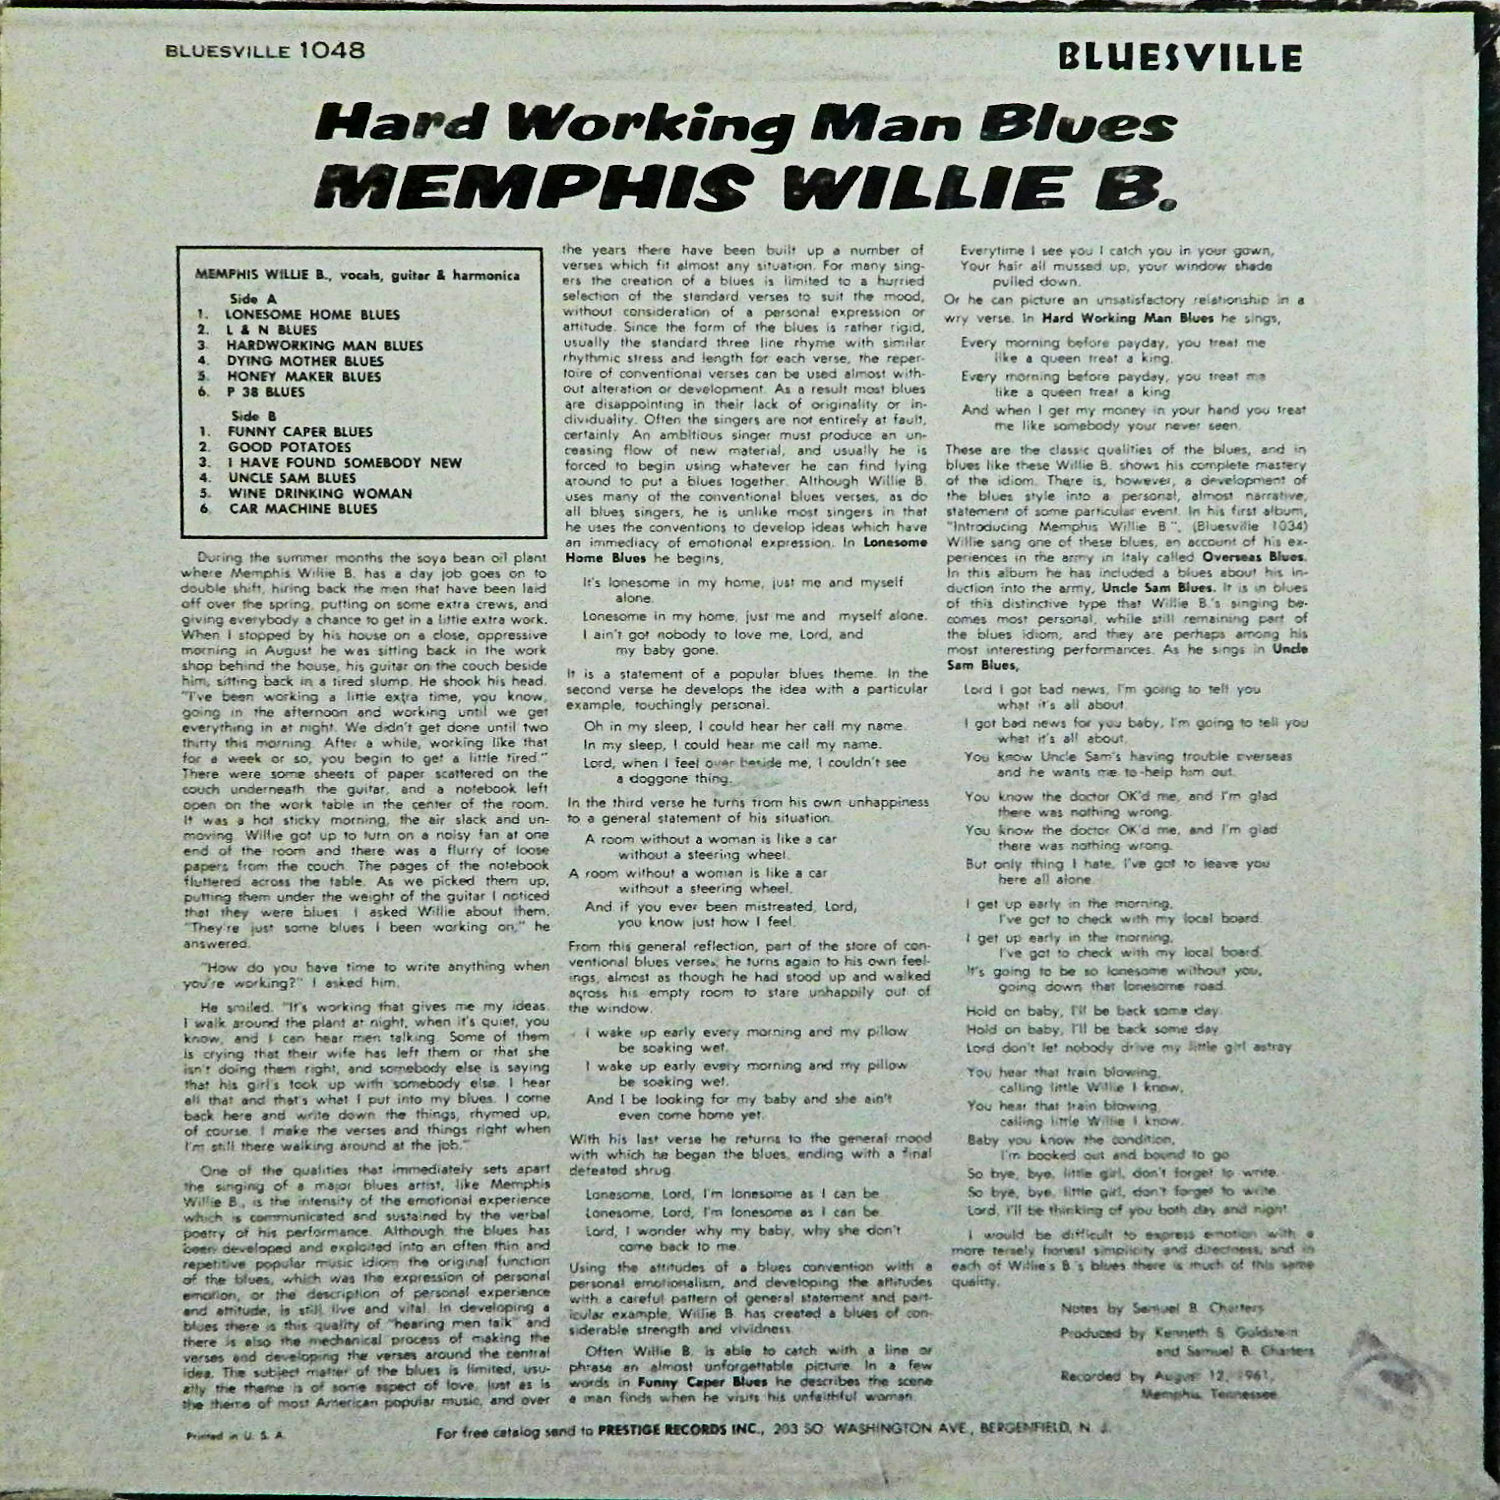 BLUESVILLE 1048
BLUESVILLE
Hard Working Man Blues
MEMPHIS WILLIE B.
MEMPHIS WILLIE B., vocals, guitar & harmonica
Side A
1. LONESOME HOME BLUES
2. L & N BLUES
3. HARDWORKING MAN BLUES
4. DYING MOTHER BLUES
5. HONEY MAKER BLUES
6. P 38 BLUES
Side B
1. FUNNY CAPER BLUES
2. GOOD POTATOES
3. I HAVE FOUND SOMEBODY NEW
4. UNCLE SAM BLUES
5. WINE DRINKING WOMAN
6. CAR MACHINE BLUES
During the summer months the soya bean oil plant
where Memphis Willie B. has a day job goes on to
double shift, hiring back the men that have been laid
off over the spring, putting on some extra crews, and
giving everybody a chance to get in a little extra work.
When I stopped by his house on a close, oppressive
morning in August he was sitting back in the work
shop behind the house, his guitar on the couch beside
him, sitting back in a tired slump. He shook his head.
"I've been working a little extra time, you know,
going in the afternoon and working until we get
everything in at night. We didn't get done until two
thirty this morning. After a while, working like that
for a week or so, you begin to get a little tired."
There were some sheets of paper scattered on the
couch underneath the guitar, and a notebook left
open on the work table in the center of the room.
It was a hot sticky morning, the air slack and un-
moving. Willie got up to turn on a noisy fan at one
end of the room and there was a flurry of loose
papers from the couch. The pages of the notebook
fluttered across the table. As we picked them up,
putting them under the weight of the guitar I noticed
that they were blues. I asked Willie about them.
"They're just some blues I been working on," he
answered.
"How do you have time to write anything when
you're working?" I asked him.
He smiled. "It's working that gives me my ideas.
I walk around the plant at night, when it's quiet, you
know, and I can hear men talking. Some of them
is crying that their wife has left them or that she
isn't doing them right, and somebody else is saying
that his girl's took up with somebody else. I hear
all that and that's what I put into my blues. I come
back here and write down the things, rhymed up,
of course. I make the verses and things right when
I'm still there walking around at the job."
One of the qualities that immediately sets apart
the singing of a major blues artist, like Memphis
Willie B., is the intensity of the emotional experience
which is communicated and sustained by the verbal
poetry of his performance. Although the blues has
been developed and exploited into an often thin and
repetitive popular music idiom the original function
of the blues, which was the expression of personal
emotion, or the description of personal experience
and attitude, is still live and vital. In developing a
blues there is this quality of "hearing men talk" and
there is also the mechanical process of making the
verses and developing the verses around the central
idea. The subject matter of the blues is limited, usu-
ally the theme is of some aspect of love, just as is
the theme of most American popular music, and over
the years there have been built up a number of
verses which fit almost any situation. For many sing-
ers the creation of a blues is limited to a hurried
selection of the standard verses to suit the mood,
without consideration of a personal expression or
attitude. Since the form of the blues is rather rigid,
usually the standard three line rhyme with similar
rhythmic stress and length for each verse, the reper-
toire of conventional verses can be used almost with-
out alteration or development. As a result most blues
are disappointing in their lack of originality or in-
dividuality. Often the singers are not entirely at fault,
certainly. An ambitious singer must produce an un-
ceasing flow of new material, and usually he is
forced to begin using whatever he can find lying
around to put a blues together. Although Willie B.
uses many of the conventional blues verses, as do
all blues singers, he is unlike most singers in that
he uses the conventions to develop ideas which have
an immediacy of emotional expression. In Lonesome
Home Blues he begins,
It's lonesome in my home, just me and myself
alone.
Lonesome in my home, just me and myself alone.
I ain't got nobody to love me, Lord, and
my baby gone.
It is a statement of a popular blues theme. In the
second verse he develops the idea with a particular
example, touchingly personal.
Oh in my sleep, I could hear her call my name.
In my sleep, I could hear me call my name.
Lord, when I feel over beside me, I couldn't see
a doggone thing.
In the third verse he turns from his own unhappiness
to a general statement of his situation.
A room without a woman is like a car
without a steering wheel.
A room without a woman is like a car
without a steering wheel.
And if you ever been mistreated, Lord,
you know just how I feel.
From this general reflection, part of the store of con-
ventional blues verses, he turns again to his own feel-
ings, almost as though he had stood up and walked
across his empty room to stare unhappily out of
the window.
I wake up early every morning and my pillow
be soaking wet.
I wake up early every morning and my pillow
be soaking wet.
And I be looking for my baby and she ain't
even come home yet.
With his last verse he returns to the general mood
with which he began the blues, ending with a final
defeated shrug.
Lonesome, Lord, I'm lonesome as I can be.
Lonesome, Lord, I'm lonesome as I can be.
Lord, I wonder why my baby, why she don't
come back to me.
Using the attitudes of a blues convention with a
personal emotionalism, and developing the attitudes
with a careful pattern of general statement and part-
icular example, Willie B. has created a blues of con-
siderable strength and vividness.
Often Willie B. is able to catch with a line or
phrase an almost unforgettable picture. In a few
words in Funny Caper Blues he describes the scene
a man finds when he visits his unfaithful woman.
Everytime I see you I catch you in your gown,
Your hair all mussed up, your window shade
pulled down.
Or he can picture an unsatisfactory relationship in a
wry verse. In Hard Working Man Blues he sings,
Every morning before payday, you treat me
like a queen treat a king.
Every morning before payday, you treat me
like a queen treat a king
And when I get my money in your hand you treat
me like somebody your never seen.
These are the classic qualities of the blues, and in
blues like these Willie B. shows his complete mastery
of the idiom. There is, however, a development of
the blues style into a personal, almost narrative,
statement of some particular event. In his first album,
"Introducing Memphis Willie B.", (Bluesville 1034)
Willie sang one of these blues, an account of his ex-
periences in the army in Italy called Overseas Blues.
In this album he has included a blues about his in-
duction into the army, Uncle Sam Blues. It is in blues
of this distinctive type that Willie B.'s singing be-
comes most personal, while still remaining part of
the blues idiom, and they are perhaps among his
most interesting performances. As he sings in Uncle
Sam Blues,
Lord I got bad news, I'm going to tell you
what it's all about.
I got bad news for you baby, I'm going to tell you
what it's all about.
You know Uncle Sam's having trouble overseas
and he wants me to help him out.
You know the doctor OK'd me, and I'm glad
there was nothing wrong.
You know the doctor OK'd me, and I'm glad
there was nothing wrong.
But only thing I hate, I've got to leave you
here all alone.
I get up early in the morning,
I've got to check with my local board.
I get up early in the morning,
I've got to check with my local board.
It's going to be so lonesome without you,
going down that lonesome road.
Hold on baby, I'll be back some day.
Hold on baby, I'll be back some day.
Lord don't let nobody drive my little girl astray.
You hear that train blowing,
calling little Willie I know,
You hear that train blowing,
calling little Willie I know.
Baby you know the condition,
I'm booked out and bound to go.
So bye, bye, little girl, don't forget to write.
So bye, bye, little girl, don't forget to write.
Lord, I'll be thinking of you both day and night.
I would be difficult to express emotion with a
more tersely honest simplicity and directness, and in
each of Willie's B.'s blues there is much of this same
quality.
Notes by Samuel B. Charters
Produced by Kenneth S. Goldstein
and Samuel B. Charters
Recorded by August 12, 1961,
Memphis, Tennessee
Printed in U. S. A.
For free catalog send to PRESTIGE RECORDS INC., 203 SO. WASHINGTON AVE., BERGENFIELD, N. J.